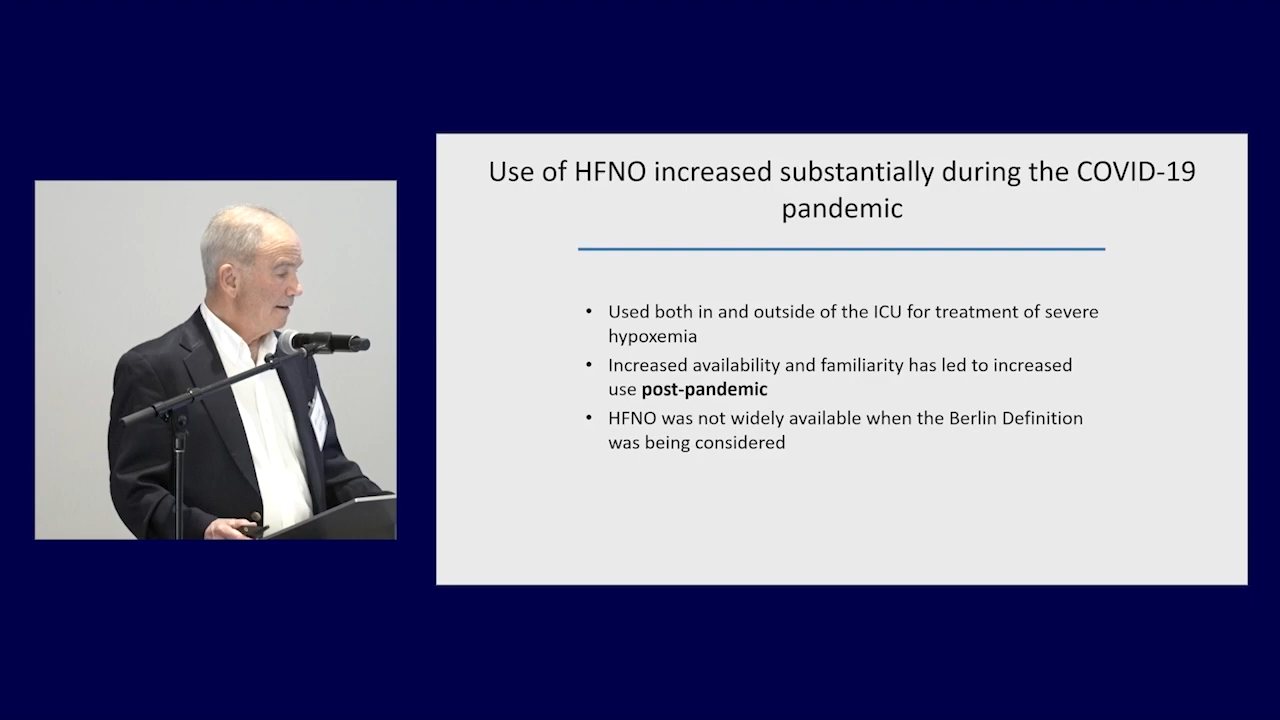 Use of HFNO increased substantially during the COVID-19
pandemic
• Used both in and outside of the ICU for treatment of severe
hypoxemia
• Increased availability and familiarity has led to increased
use post-pandemic
• HFNO was not widely available when the Berlin Definition
was being considered